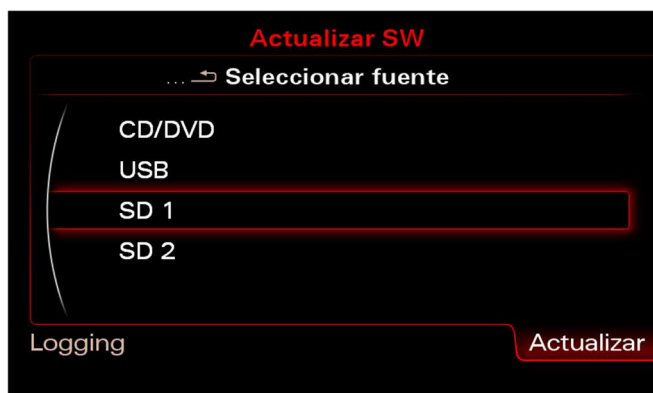 Actualizar SW
... Seleccionar fuente
CD/DVD
USB
SD 1
SD 2
Logging
Actualizar